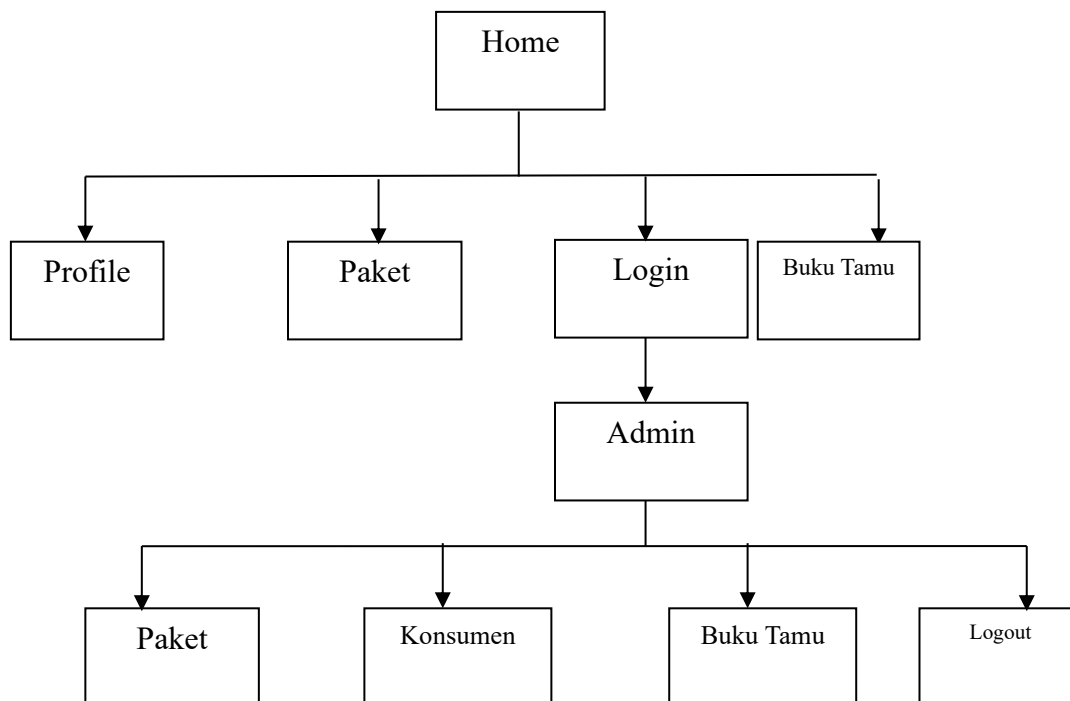 Home
Profile
Paket
Login
Buku Tamu
Admin
Paket
Konsumen
Buku Tamu
Logout